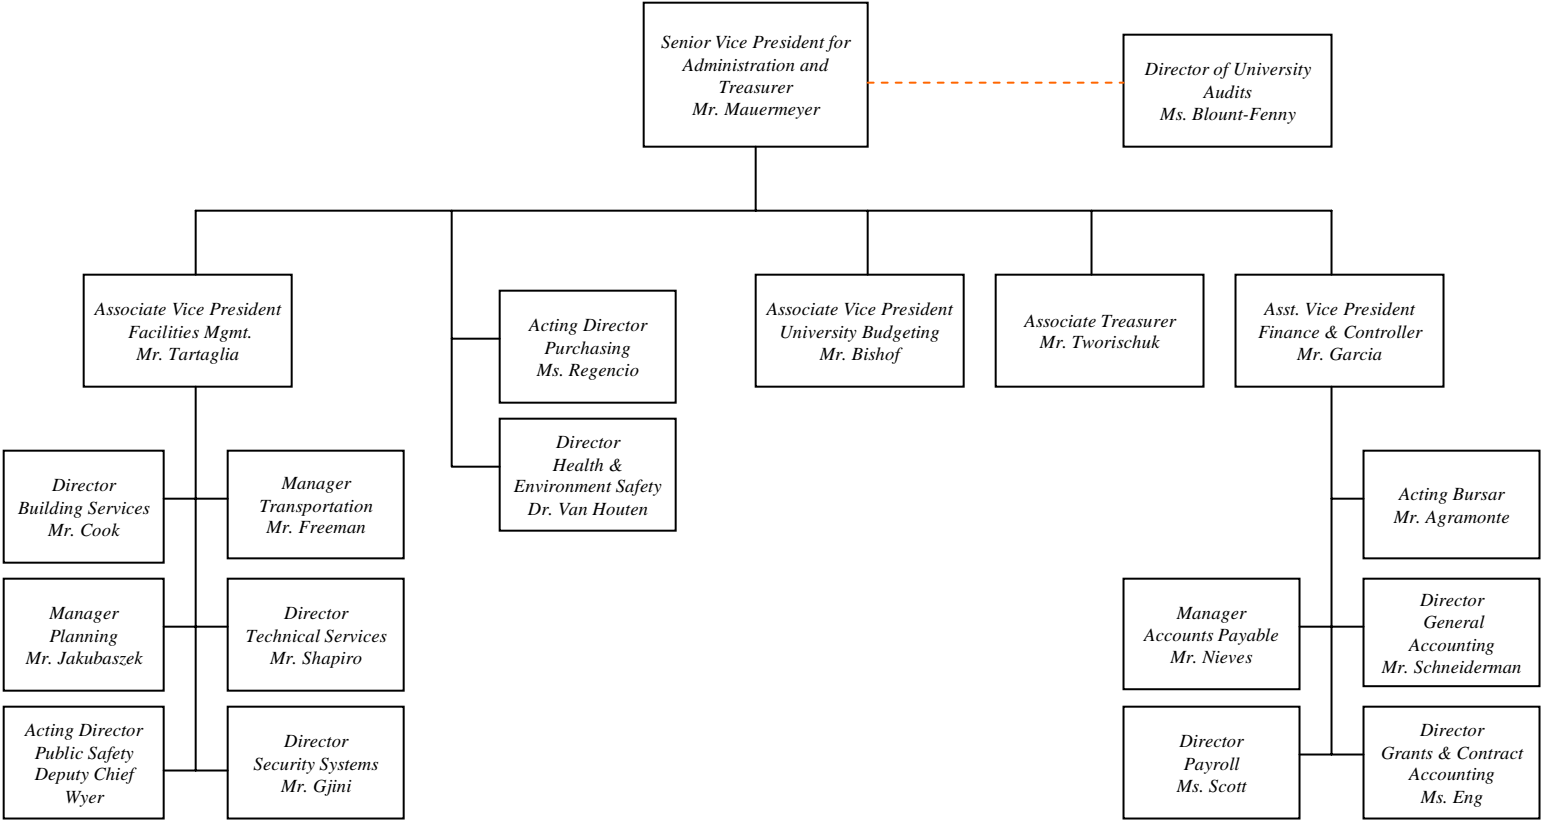 Senior Vice President for
Administration and
Treasurer
Mr. Mauermeyer
Director of University
Audits
Ms. Blount-Fenny
Associate Vice President
Facilities Mgmt.
Mr. Tartaglia
Acting Director
Purchasing
Ms. Regencio
Director
Health &
Environment Safety
Dr. Van Houten
Associate Vice President
University Budgeting
Mr. Bishof
Associate Treasurer
Mr. Tworischuk
Asst. Vice President
Finance & Controller
Mr. Garcia
Director
Building Services
Mr. Cook
Manager
Transportation
Mr. Freeman
Manager
Planning
Mr. Jakubaszek
Director
Technical Services
Mr. Shapiro
Acting Director
Public Safety
Deputy Chief
Wyer
Director
Security Systems
Mr. Gjini
Acting Bursar
Mr. Agramonte
Manager
Accounts Payable
Mr. Nieves
Director
General
Accounting
Mr. Schneiderman
Director
Payroll
Ms. Scott
Director
Grants & Contract
Accounting
Ms. Eng